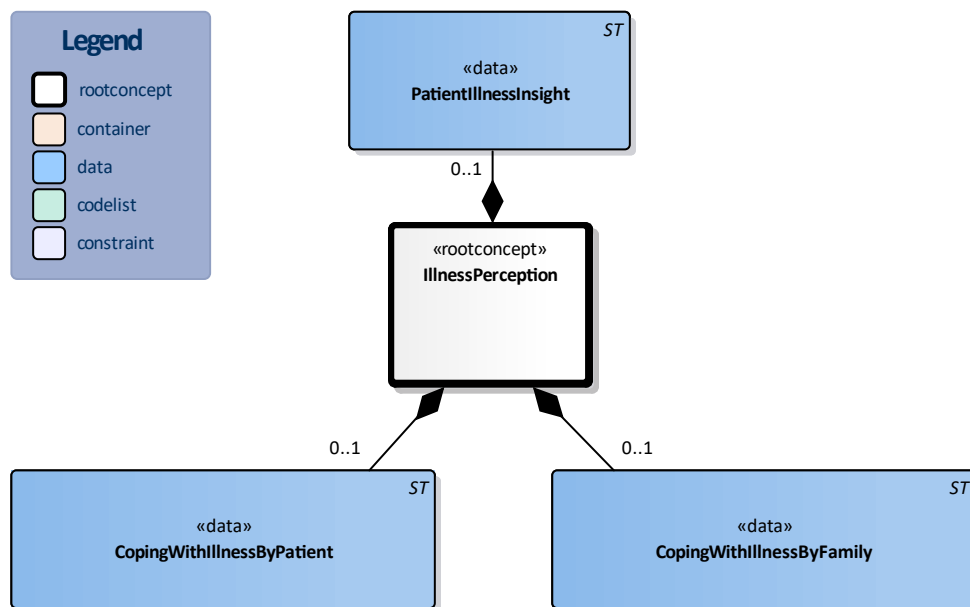 Legend
rootconcept
container
data
codelist
constraint
ST
«data»
PatientIllnessInsight
0..1
«rootconcept»
IllnessPerception
0..1
0..1
ST
«data»
CopingWithIllnessByPatient
ST
«data»
CopingWithIllnessByFamily